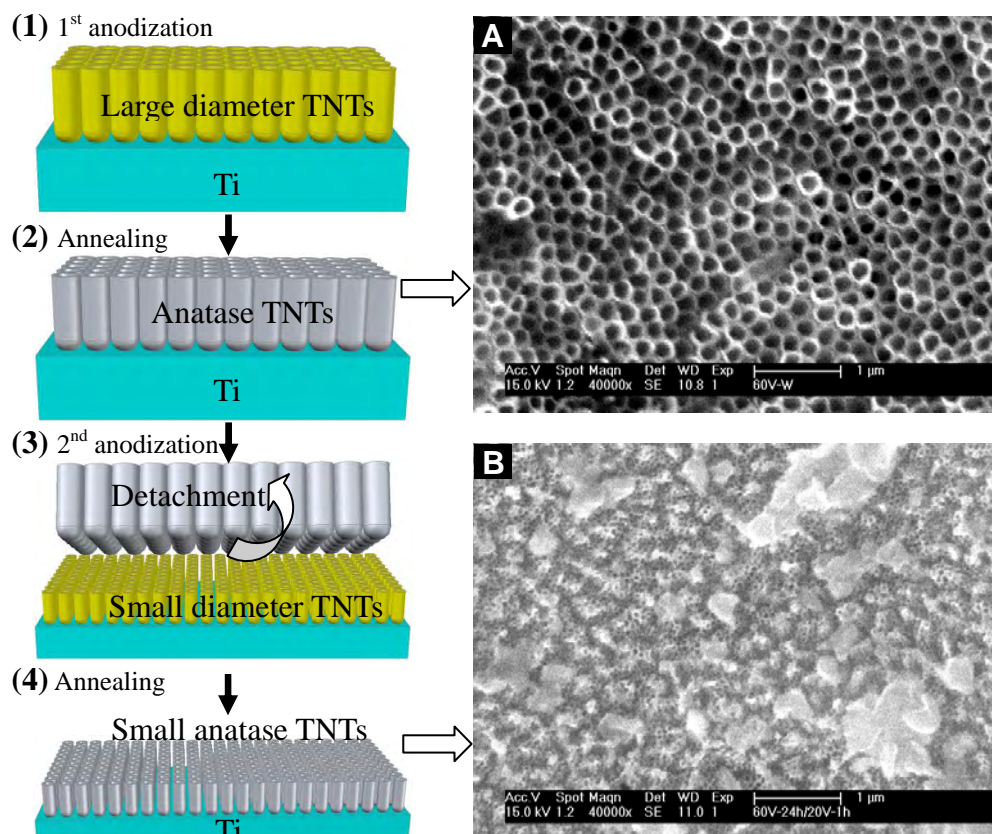 (1) 1st anodization
Large diameter TNTs
Ti
(2) Annealing
Anatase TNTs
Ti
(3) 2nd anodization
Detachment
Small diameter TNTs
(4) Annealing
Small anatase TNTs
Ti
A
Acc.V Spot Magn Det WD Exp 1 µm
15.0 kV 1.2 40000x SE 10.8 1 60V-W
B
Acc.V Spot Magn Det WD Exp 1 µm
15.0 kV 1.2 40000x SE 11.0 1 60V-24h/20V-1h